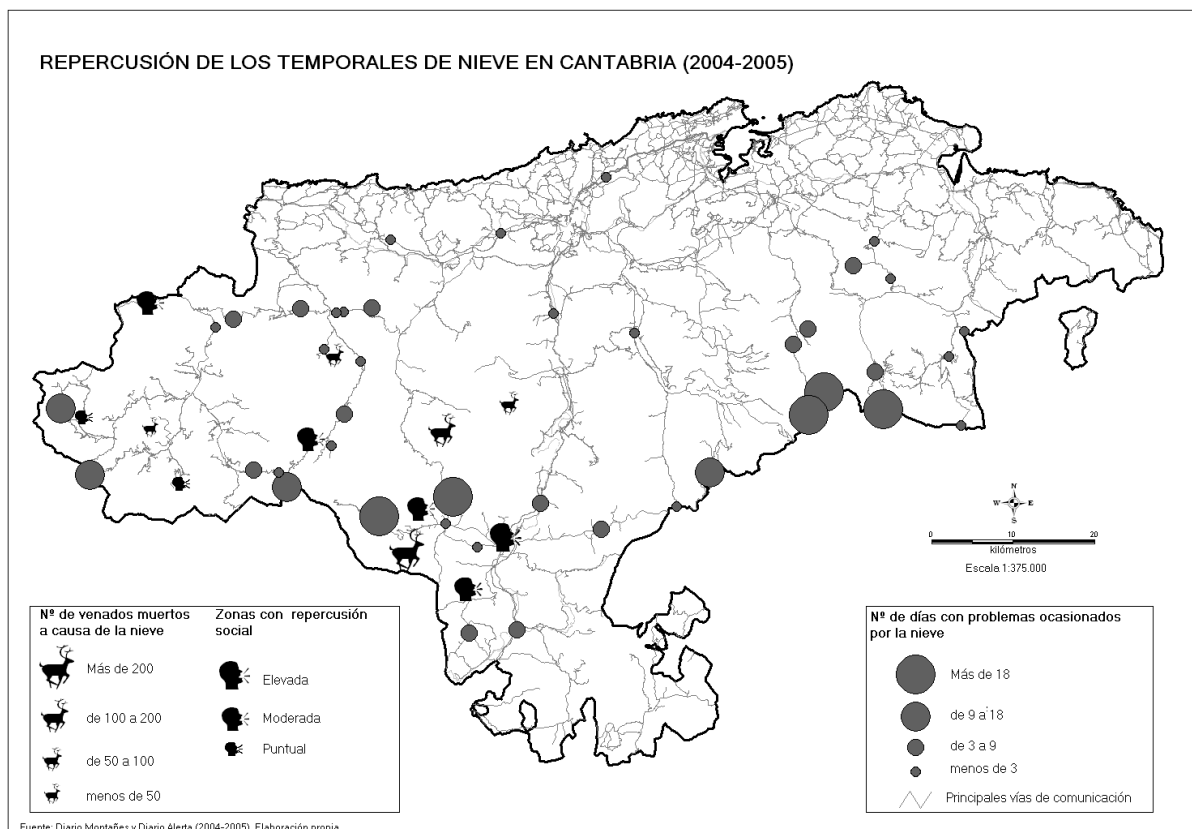 REPERCUSIÓN DE LOS TEMPORALES DE NIEVE EN CANTABRIA (2004-2005)
N
W E
S
0 10 20
kilómetros
Escala 1:375.000
Nº de venados muertos
a causa de la nieve
Más de 200
de 100 a 200
de 50 a 100
menos de 50
Zonas con repercusión
social
Elevada
Moderada
Puntual
Nº de días con problemas ocasionados
por la nieve
Más de 18
de 9 a 18
de 3 a 9
menos de 3
Principales vías de comunicación
Fuente: Diario Montañes y Diario Alerta (2004-2005). Elaboración propia